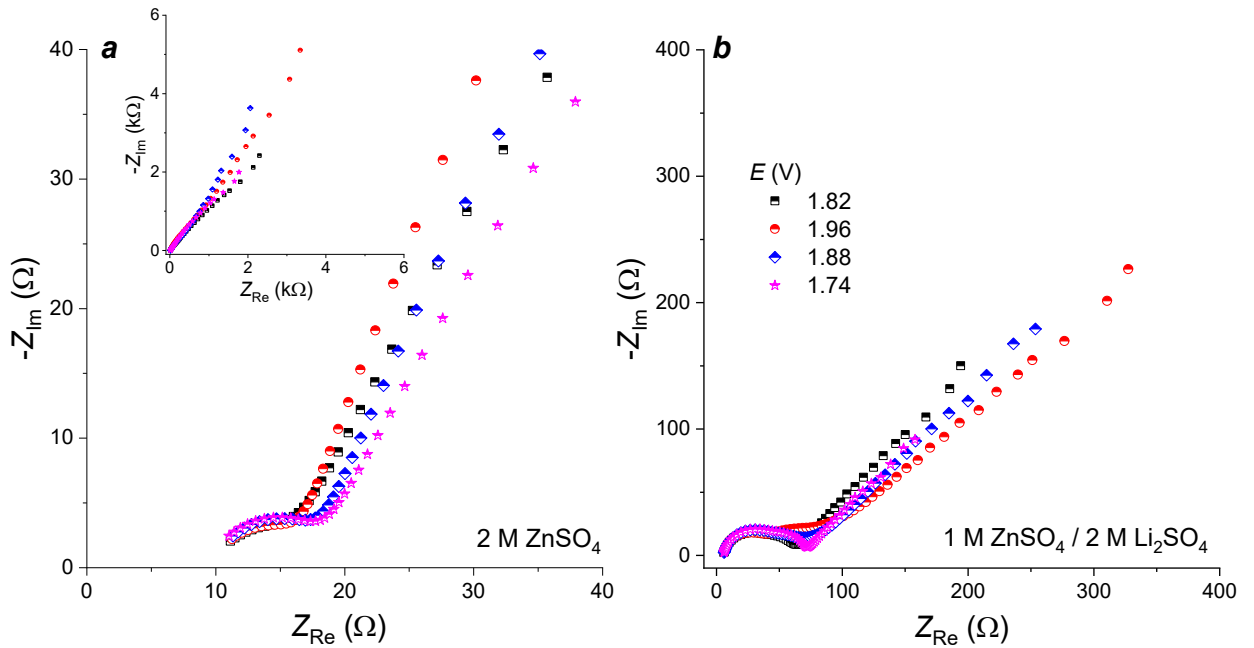 a
-Z_Im (Ω)
40
30
20
10
0
0 10 20 30 40
Z_Re (Ω)
2 M ZnSO₄
-Z_Im (kΩ)
6
4
2
0
0 2 4 6
Z_Re (kΩ)
b
-Z_Im (Ω)
400
300
200
100
0
0 100 200 300 400
Z_Re (Ω)
E (V)
1.82
1.96
1.88
1.74
1 M ZnSO₄ / 2 M Li₂SO₄